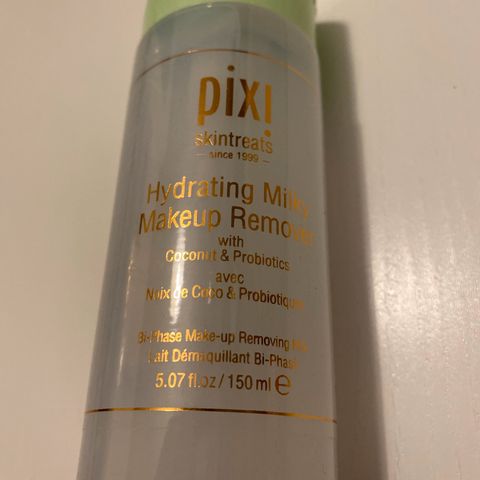 pixi
skintreats
— since 1999 —
Hydrating Milky
Makeup Remover
with
Coconut & Probiotics
avec
Noix de Coco & Probiotiques
Bi-Phase Make-up Removing
Lait Démaquillant Bi-Phase
5.07 fl.oz / 150 ml ℮